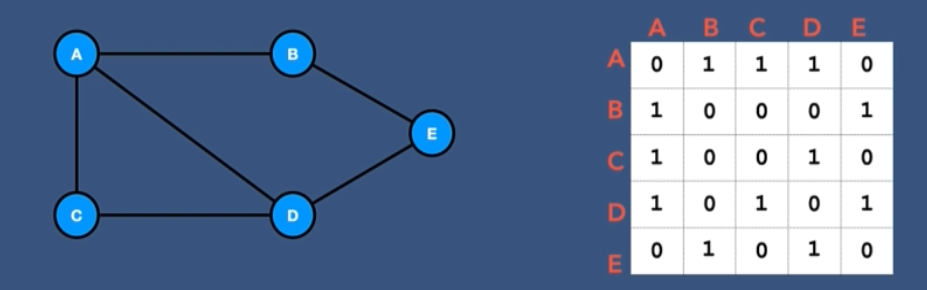 A B
E
C D
A B C D E
A 0 1 1 1 0
B 1 0 0 0 1
C 1 0 0 1 0
D 1 0 1 0 1
E 0 1 0 1 0